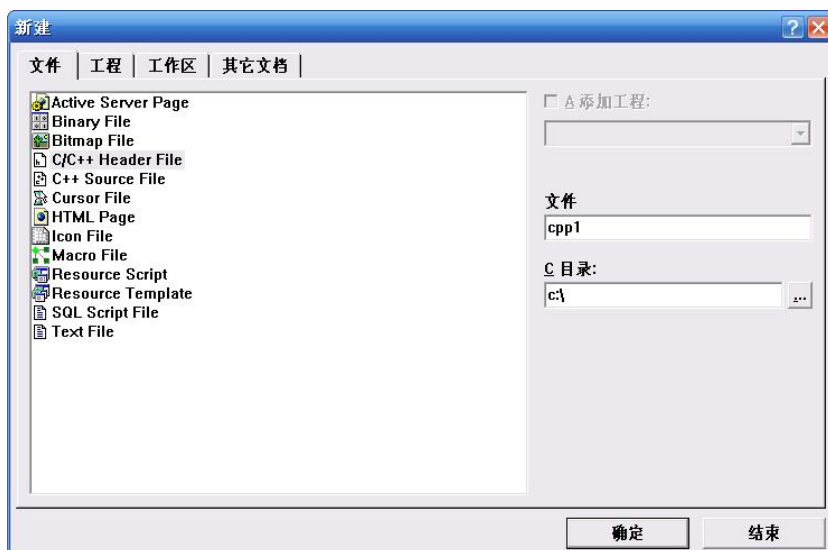 新建
文件 工程 工作区 其它文档
Active Server Page
Binary File
Bitmap File
C/C++ Header File
C++ Source File
Cursor File
HTML Page
Icon File
Macro File
Resource Script
Resource Template
SQL Script File
Text File
A 添加工程:
文件
cpp1
C 目录:
c:\
...
确定 结束